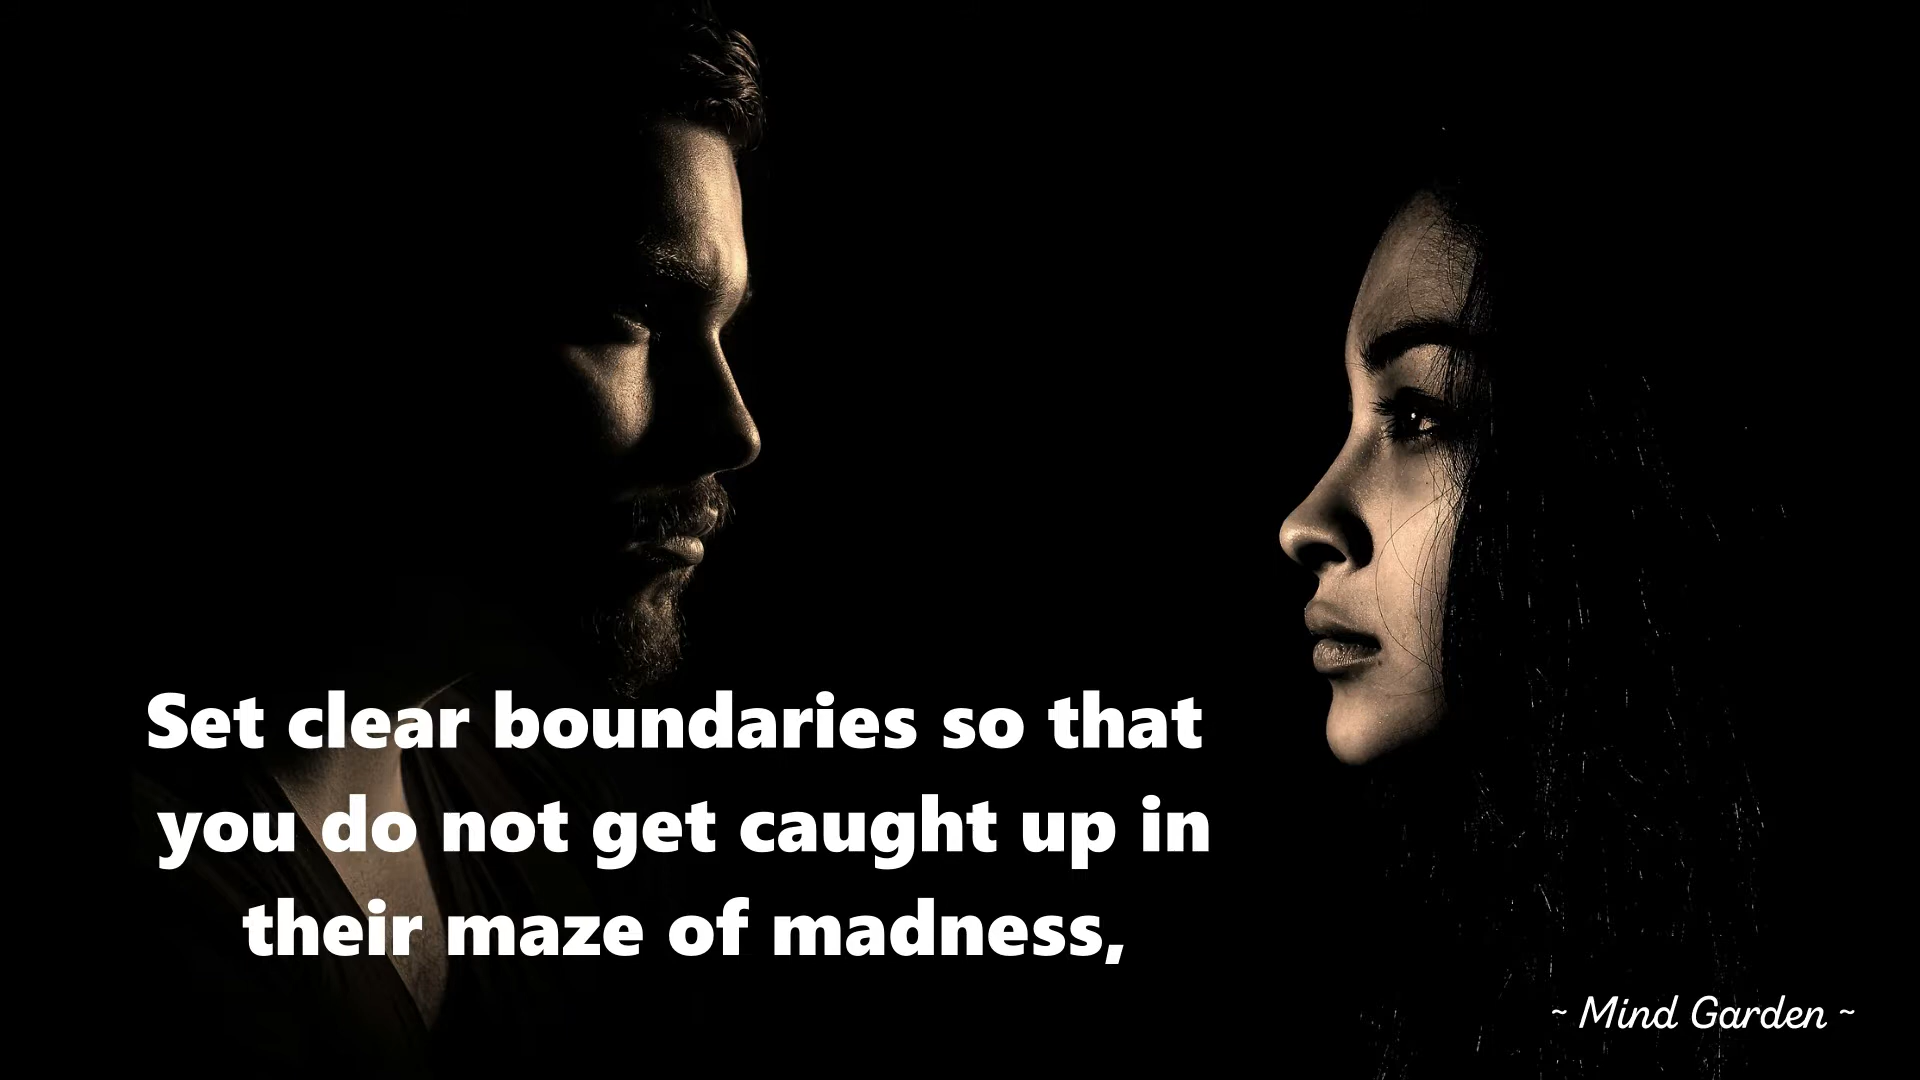 Set clear boundaries so that
you do not get caught up in
their maze of madness,
~ Mind Garden ~